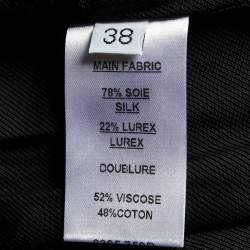 38
MAIN FABRIC
78% SOIE
SILK
22% LUREX
LUREX
DOUBLURE
52% VISCOSE
48%COTON